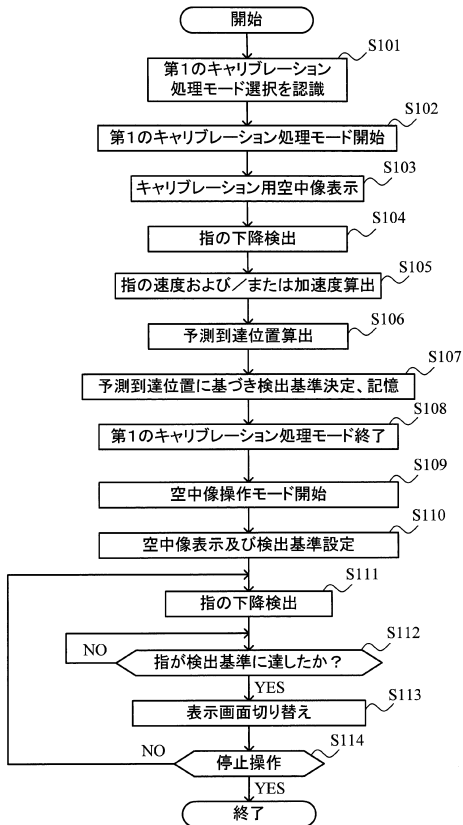 開始
S101
第1のキャリブレーション
処理モード選択を認識
S102
第1のキャリブレーション処理モード開始
S103
キャリブレーション用空中像表示
S104
指の下降検出
S105
指の速度および／または加速度算出
S106
予測到達位置算出
S107
予測到達位置に基づき検出基準決定、記憶
S108
第1のキャリブレーション処理モード終了
S109
空中像操作モード開始
S110
空中像表示及び検出基準設定
S111
指の下降検出
S112
NO
指が検出基準に達したか？
YES
S113
表示画面切り替え
S114
NO
停止操作
YES
終了